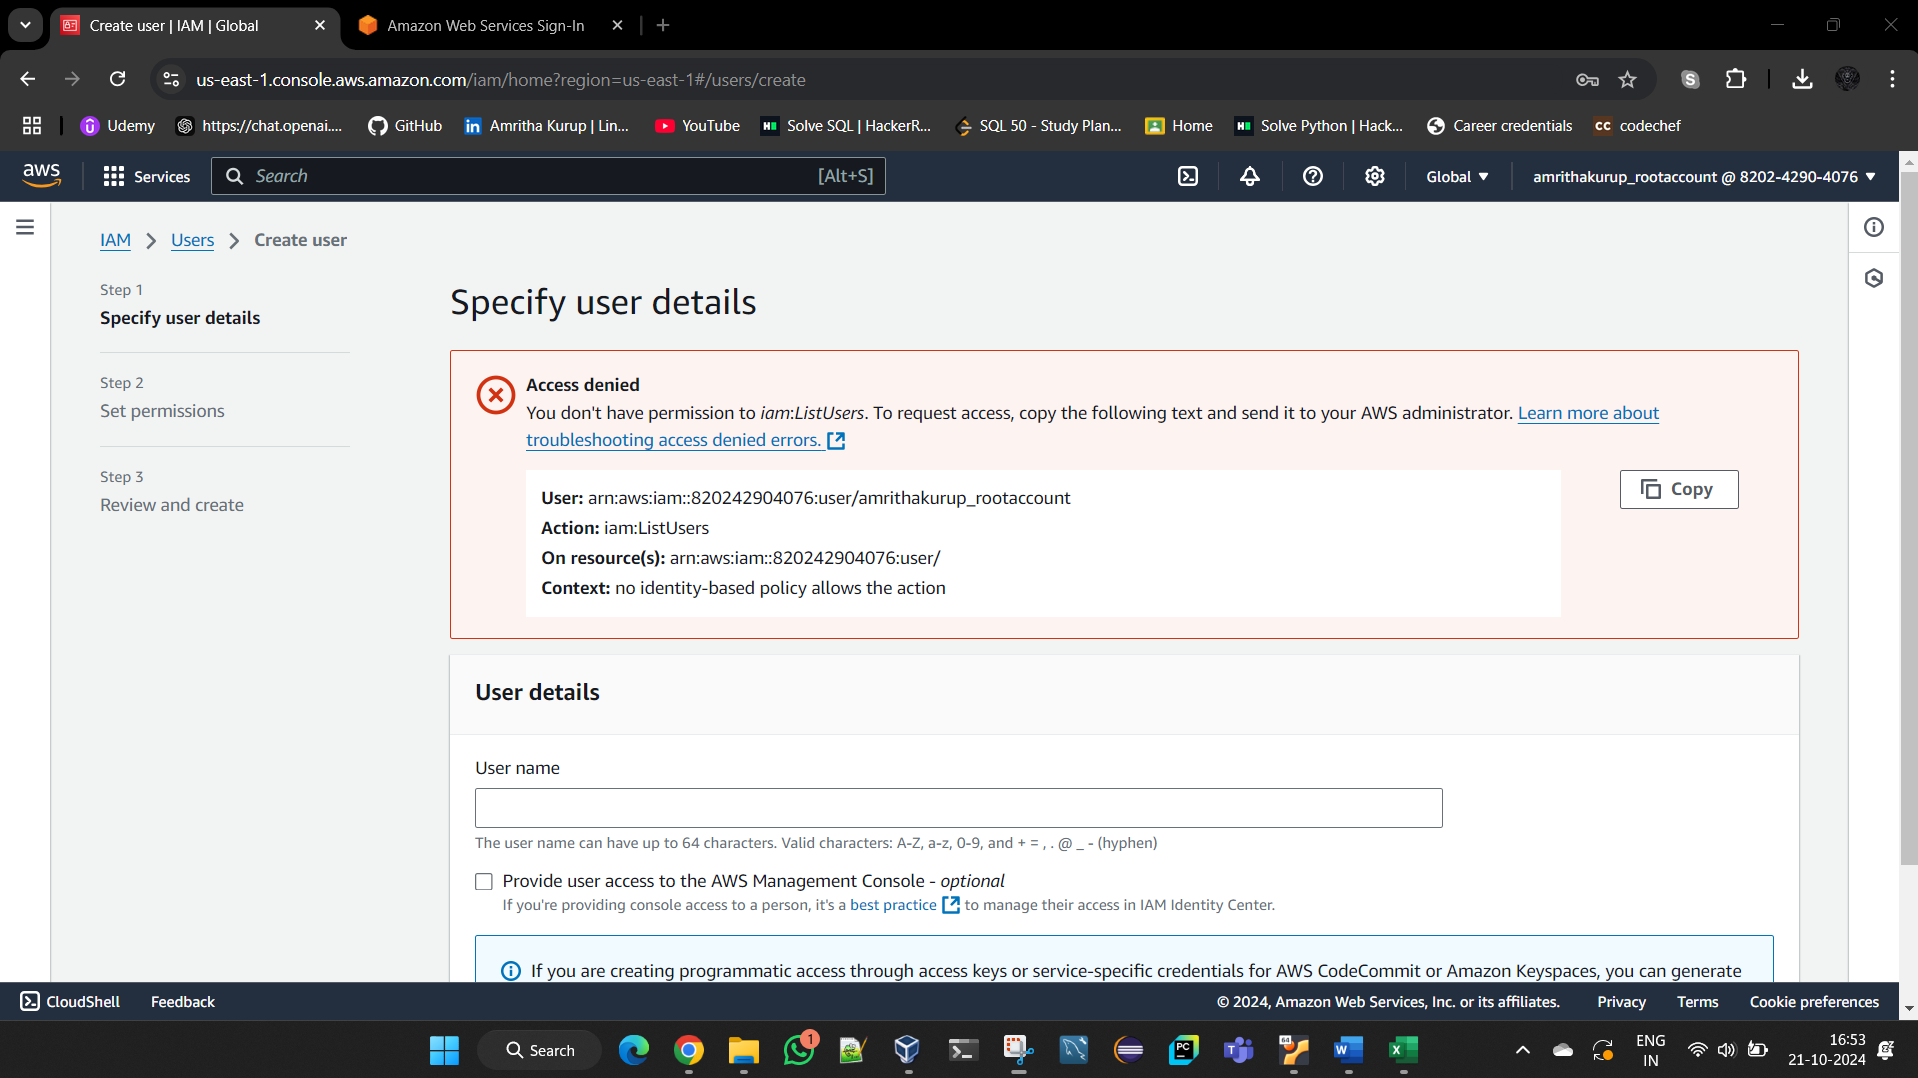 Create user | IAM | Global
Amazon Web Services Sign-In
us-east-1.console.aws.amazon.com/iam/home?region=us-east-1#/users/create
Udemy
https://chat.openai....
GitHub
Amritha Kurup | Lin...
YouTube
Solve SQL | HackerR...
SQL 50 - Study Plan...
Home
Solve Python | Hack...
Career credentials
codechef
aws
Services
Search
[Alt+S]
Global
amrithakurup_rootaccount @ 8202-4290-4076
IAM > Users > Create user
Step 1
Specify user details
Step 2
Set permissions
Step 3
Review and create
Specify user details
Access denied
You don't have permission to iam:ListUsers. To request access, copy the following text and send it to your AWS administrator. Learn more about
troubleshooting access denied errors.
User: arn:aws:iam::820242904076:user/amrithakurup_rootaccount
Action: iam:ListUsers
On resource(s): arn:aws:iam::820242904076:user/
Context: no identity-based policy allows the action
Copy
User details
User name
The user name can have up to 64 characters. Valid characters: A-Z, a-z, 0-9, and + = , . @ _ - (hyphen)
Provide user access to the AWS Management Console - optional
If you're providing console access to a person, it's a best practice to manage their access in IAM Identity Center.
If you are creating programmatic access through access keys or service-specific credentials for AWS CodeCommit or Amazon Keyspaces, you can generate
CloudShell
Feedback
© 2024, Amazon Web Services, Inc. or its affiliates.
Privacy
Terms
Cookie preferences
Search
1
ENG
IN
16:53
21-10-2024